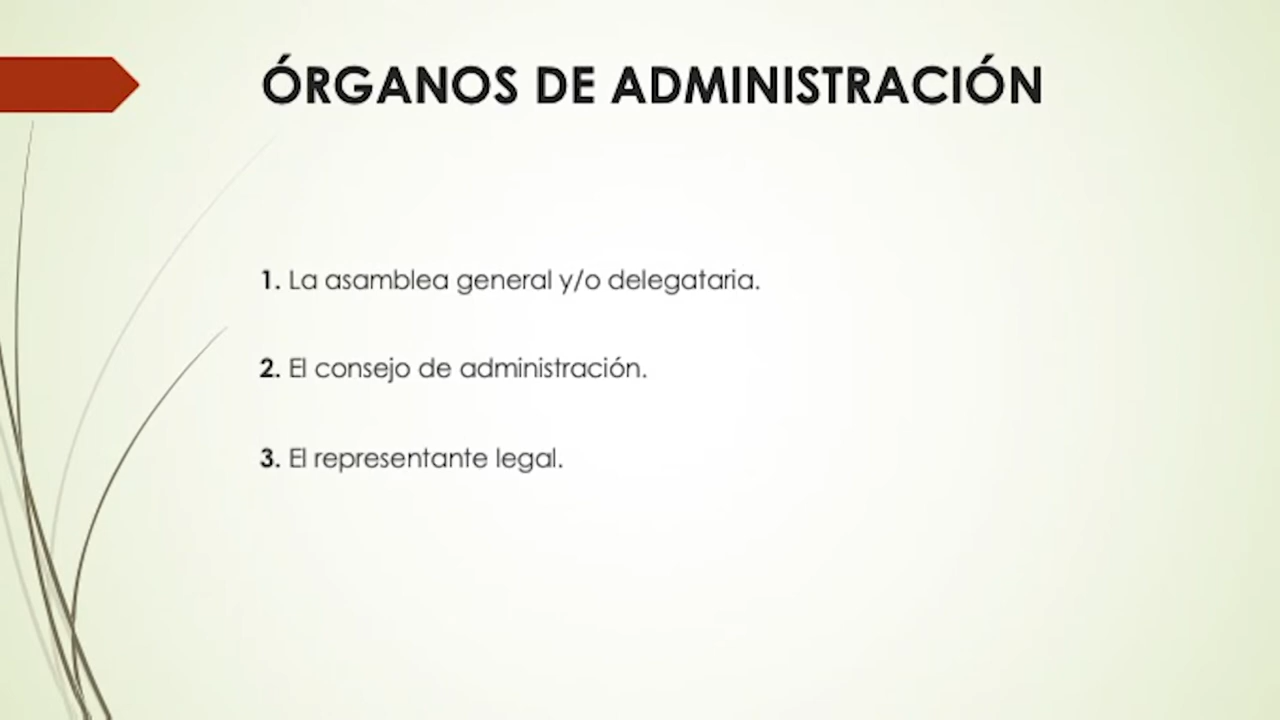 ÓRGANOS DE ADMINISTRACIÓN
1. La asamblea general y/o delegataria.
2. El consejo de administración.
3. El representante legal.